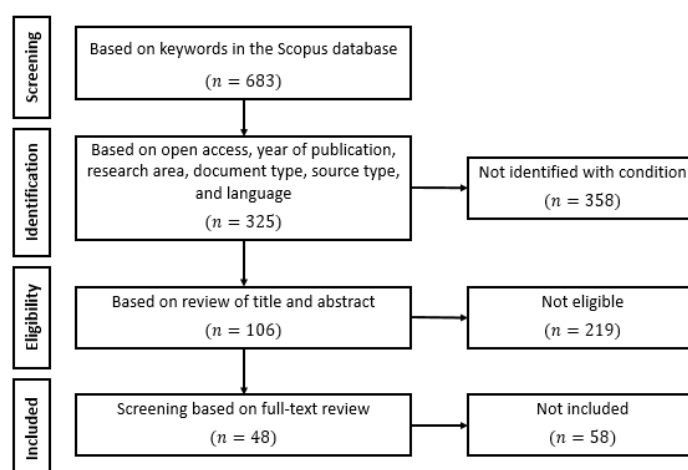 Screening
Based on keywords in the Scopus database
(n = 683)
Identification
Based on open access, year of publication,
research area, document type, source type,
and language
(n = 325)
Not identified with condition
(n = 358)
Eligibility
Based on review of title and abstract
(n = 106)
Not eligible
(n = 219)
Included
Screening based on full-text review
(n = 48)
Not included
(n = 58)